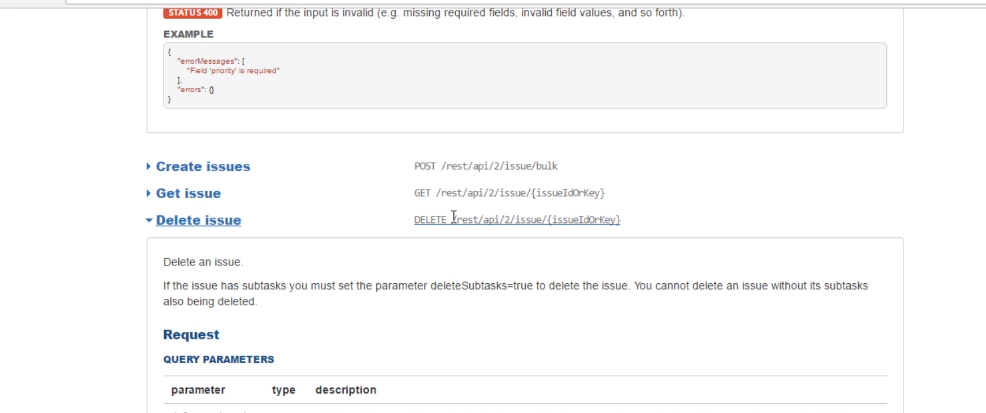 STATUS 400 Returned if the input is invalid (e.g. missing required fields, invalid field values, and so forth).
EXAMPLE
{
"errorMessages": [
"Field 'priority' is required"
],
"errors": {}
}
Create issues POST /rest/api/2/issue/bulk
Get issue GET /rest/api/2/issue/{issueIdOrKey}
Delete issue DELETE /rest/api/2/issue/{issueIdOrKey}
Delete an issue.
If the issue has subtasks you must set the parameter deleteSubtasks=true to delete the issue. You cannot delete an issue without its subtasks
also being deleted.
Request
QUERY PARAMETERS
parameter type description